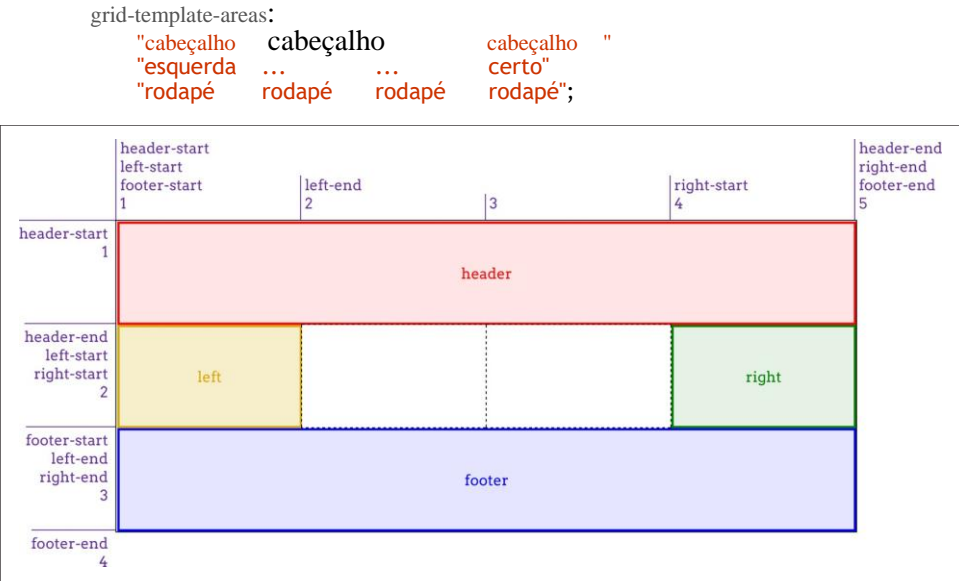 grid-template-areas:
"cabeçalho cabeçalho cabeçalho "
"esquerda ... ... certo"
"rodapé rodapé rodapé rodapé";
header-start
left-start
footer-start
1
left-end
2
3
right-start
4
header-end
right-end
footer-end
5
header-start
1
header
header-end
left-start
right-start
2
left
right
footer-start
left-end
right-end
3
footer
footer-end
4